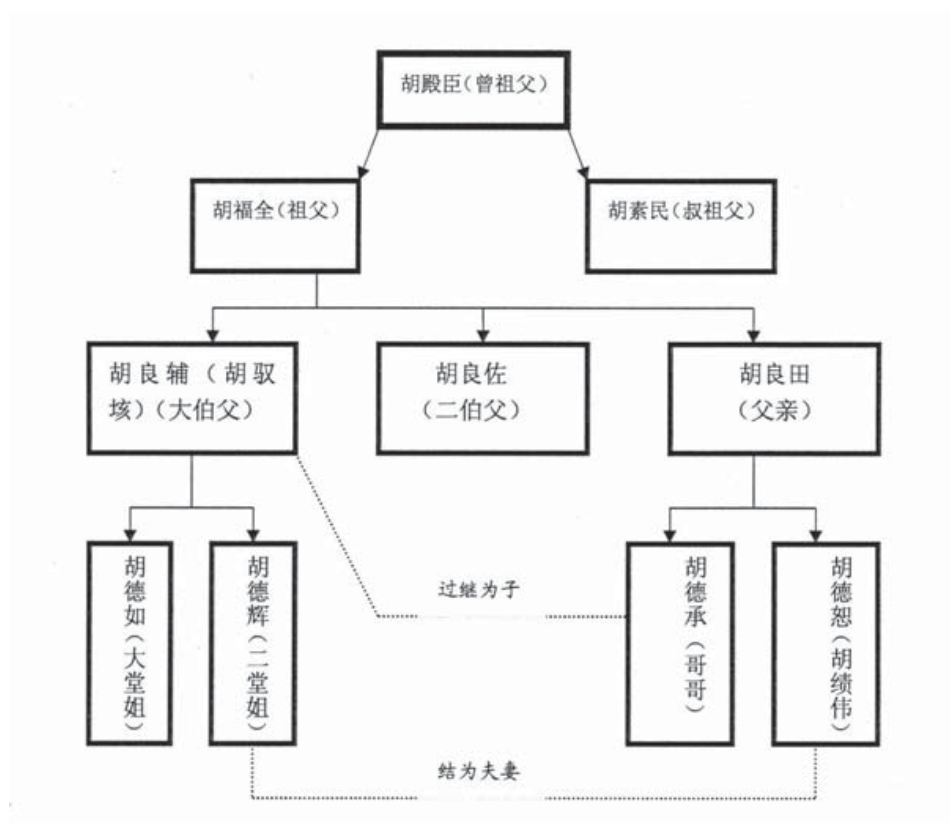 胡殿臣(曾祖父)
胡福全(祖父)
胡素民(叔祖父)
胡良辅(胡驭
垓)(大伯父)
胡良佐
(二伯父)
胡良田
(父亲)
胡德如(大堂姐)
胡德辉(二堂姐)
过继为子
胡德承(哥哥)
胡德恕(胡绩伟)
结为夫妻